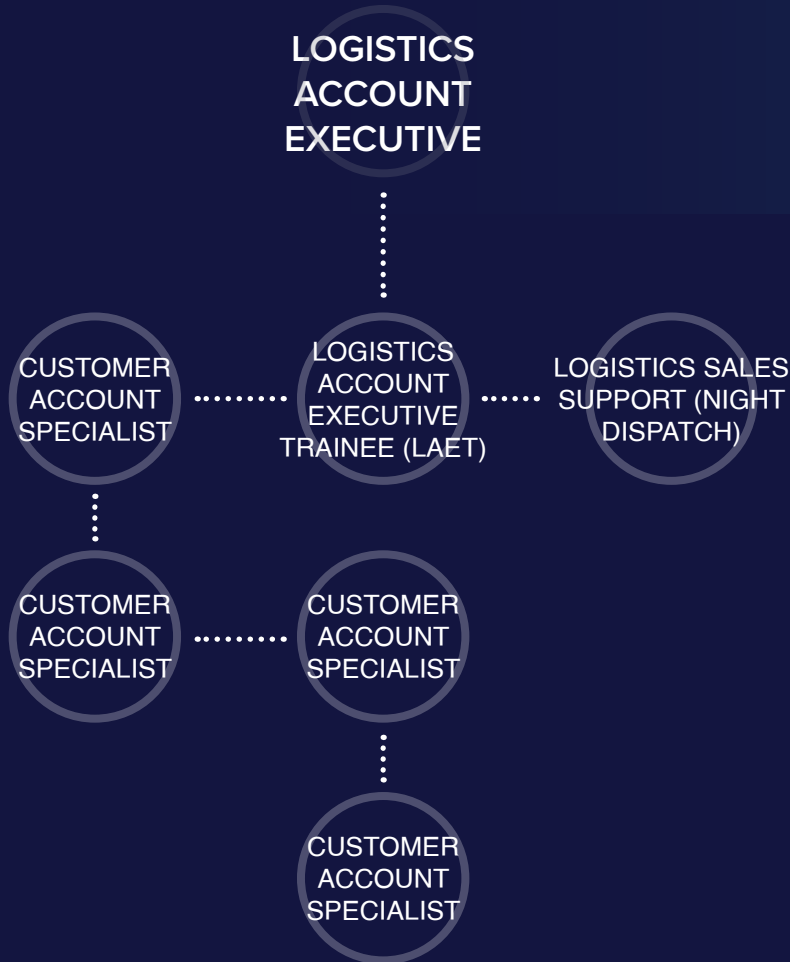 LOGISTICS
ACCOUNT
EXECUTIVE
CUSTOMER
ACCOUNT
SPECIALIST
LOGISTICS
ACCOUNT
EXECUTIVE
TRAINEE (LAET)
LOGISTICS SALES
SUPPORT (NIGHT
DISPATCH)
CUSTOMER
ACCOUNT
SPECIALIST
CUSTOMER
ACCOUNT
SPECIALIST
CUSTOMER
ACCOUNT
SPECIALIST